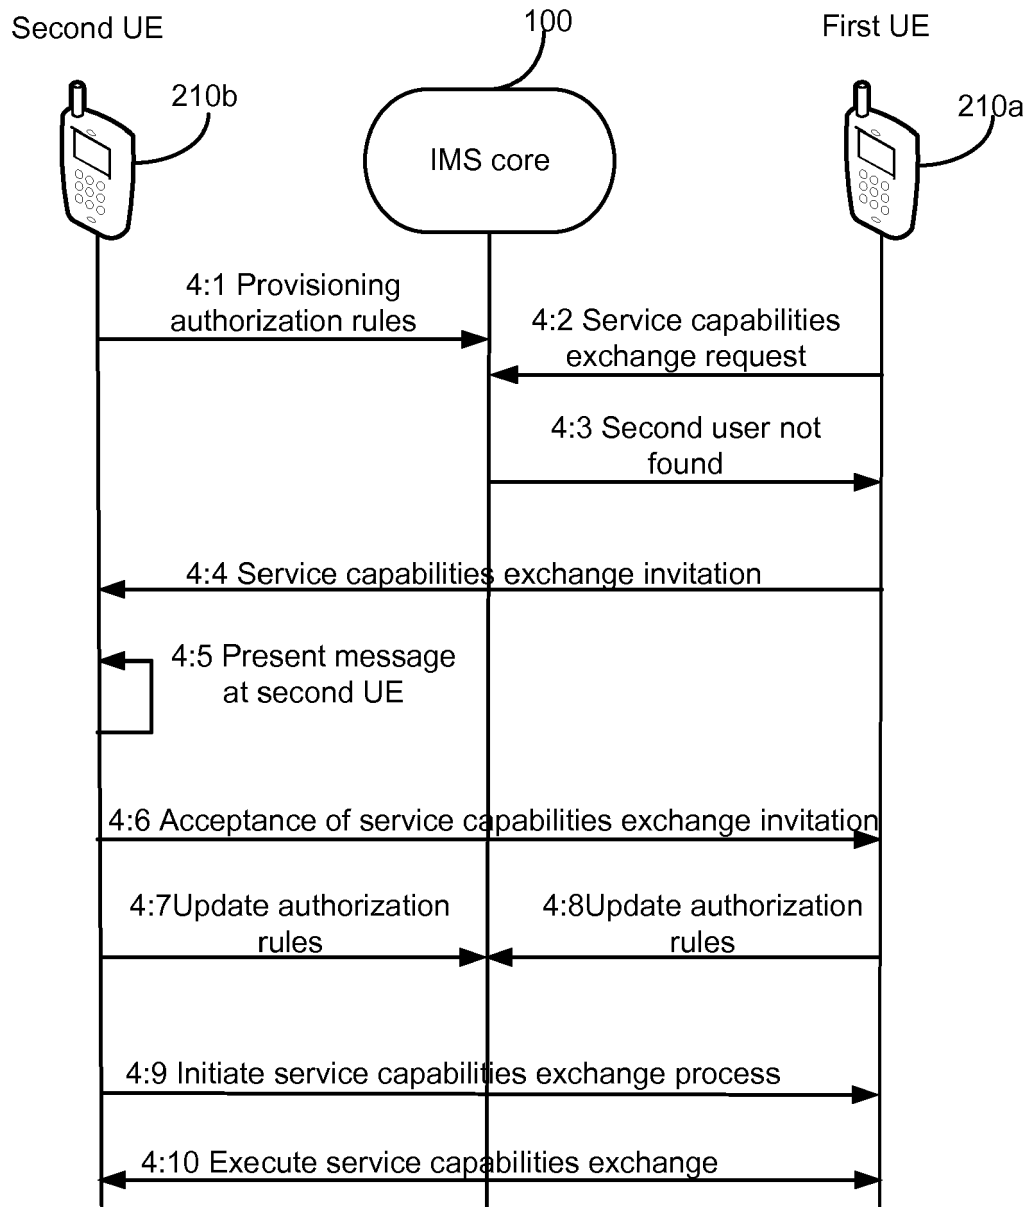 Second UE
100
First UE
210b
210a
IMS core
4:1 Provisioning
authorization rules
4:2 Service capabilities
exchange request
4:3 Second user not
found
4:4 Service capabilities exchange invitation
4:5 Present message
at second UE
4:6 Acceptance of service capabilities exchange invitation
4:7Update authorization
rules
4:8Update authorization
rules
4:9 Initiate service capabilities exchange process
4:10 Execute service capabilities exchange